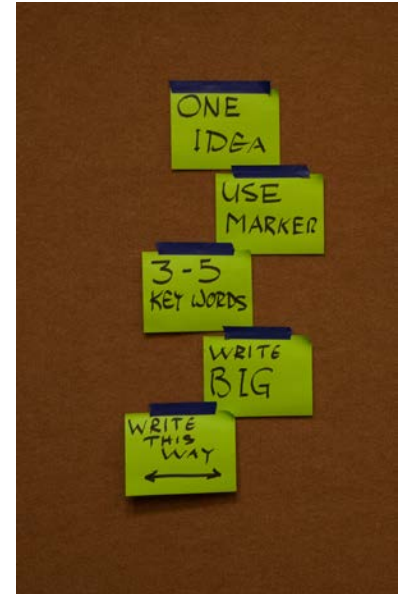 ONE
IDEA
USE
MARKER
3-5
KEY WORDS
WRITE
BIG
WRITE
THIS
WAY